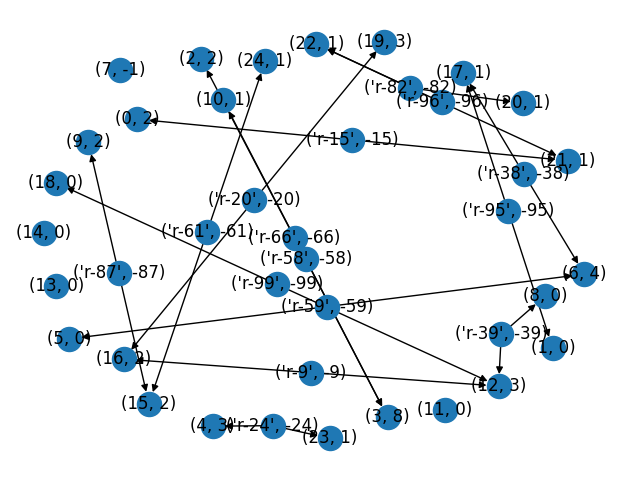 (22, 1)
(19, 3)
(2, 2)
(24, 1)
(7, -1)
(17, 1)
('r-82', -82)
(10, 1)
('r-96', -96)
(20, 1)
(0, 2)
('r-15', -15)
(9, 2)
(21, 1)
('r-38', -38)
(18, 0)
('r-20', -20)
('r-95', -95)
(14, 0)
('r-61', -61)
('r-66', -66)
('r-58', -58)
('r-87', -87)
(6, 4)
(13, 0)
('r-99', -99)
(8, 0)
('r-59', -59)
(5, 0)
('r-39', -39)
(1, 0)
('r-9', -9)
(12, 3)
(15, 2)
(11, 0)
(3, 8)
('r-24', -24)
(23, 1)